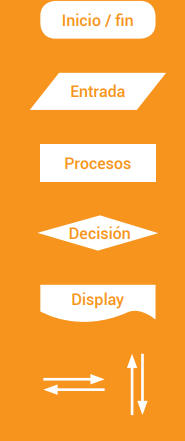 Inicio / fin
Entrada
Procesos
Decisión
Display